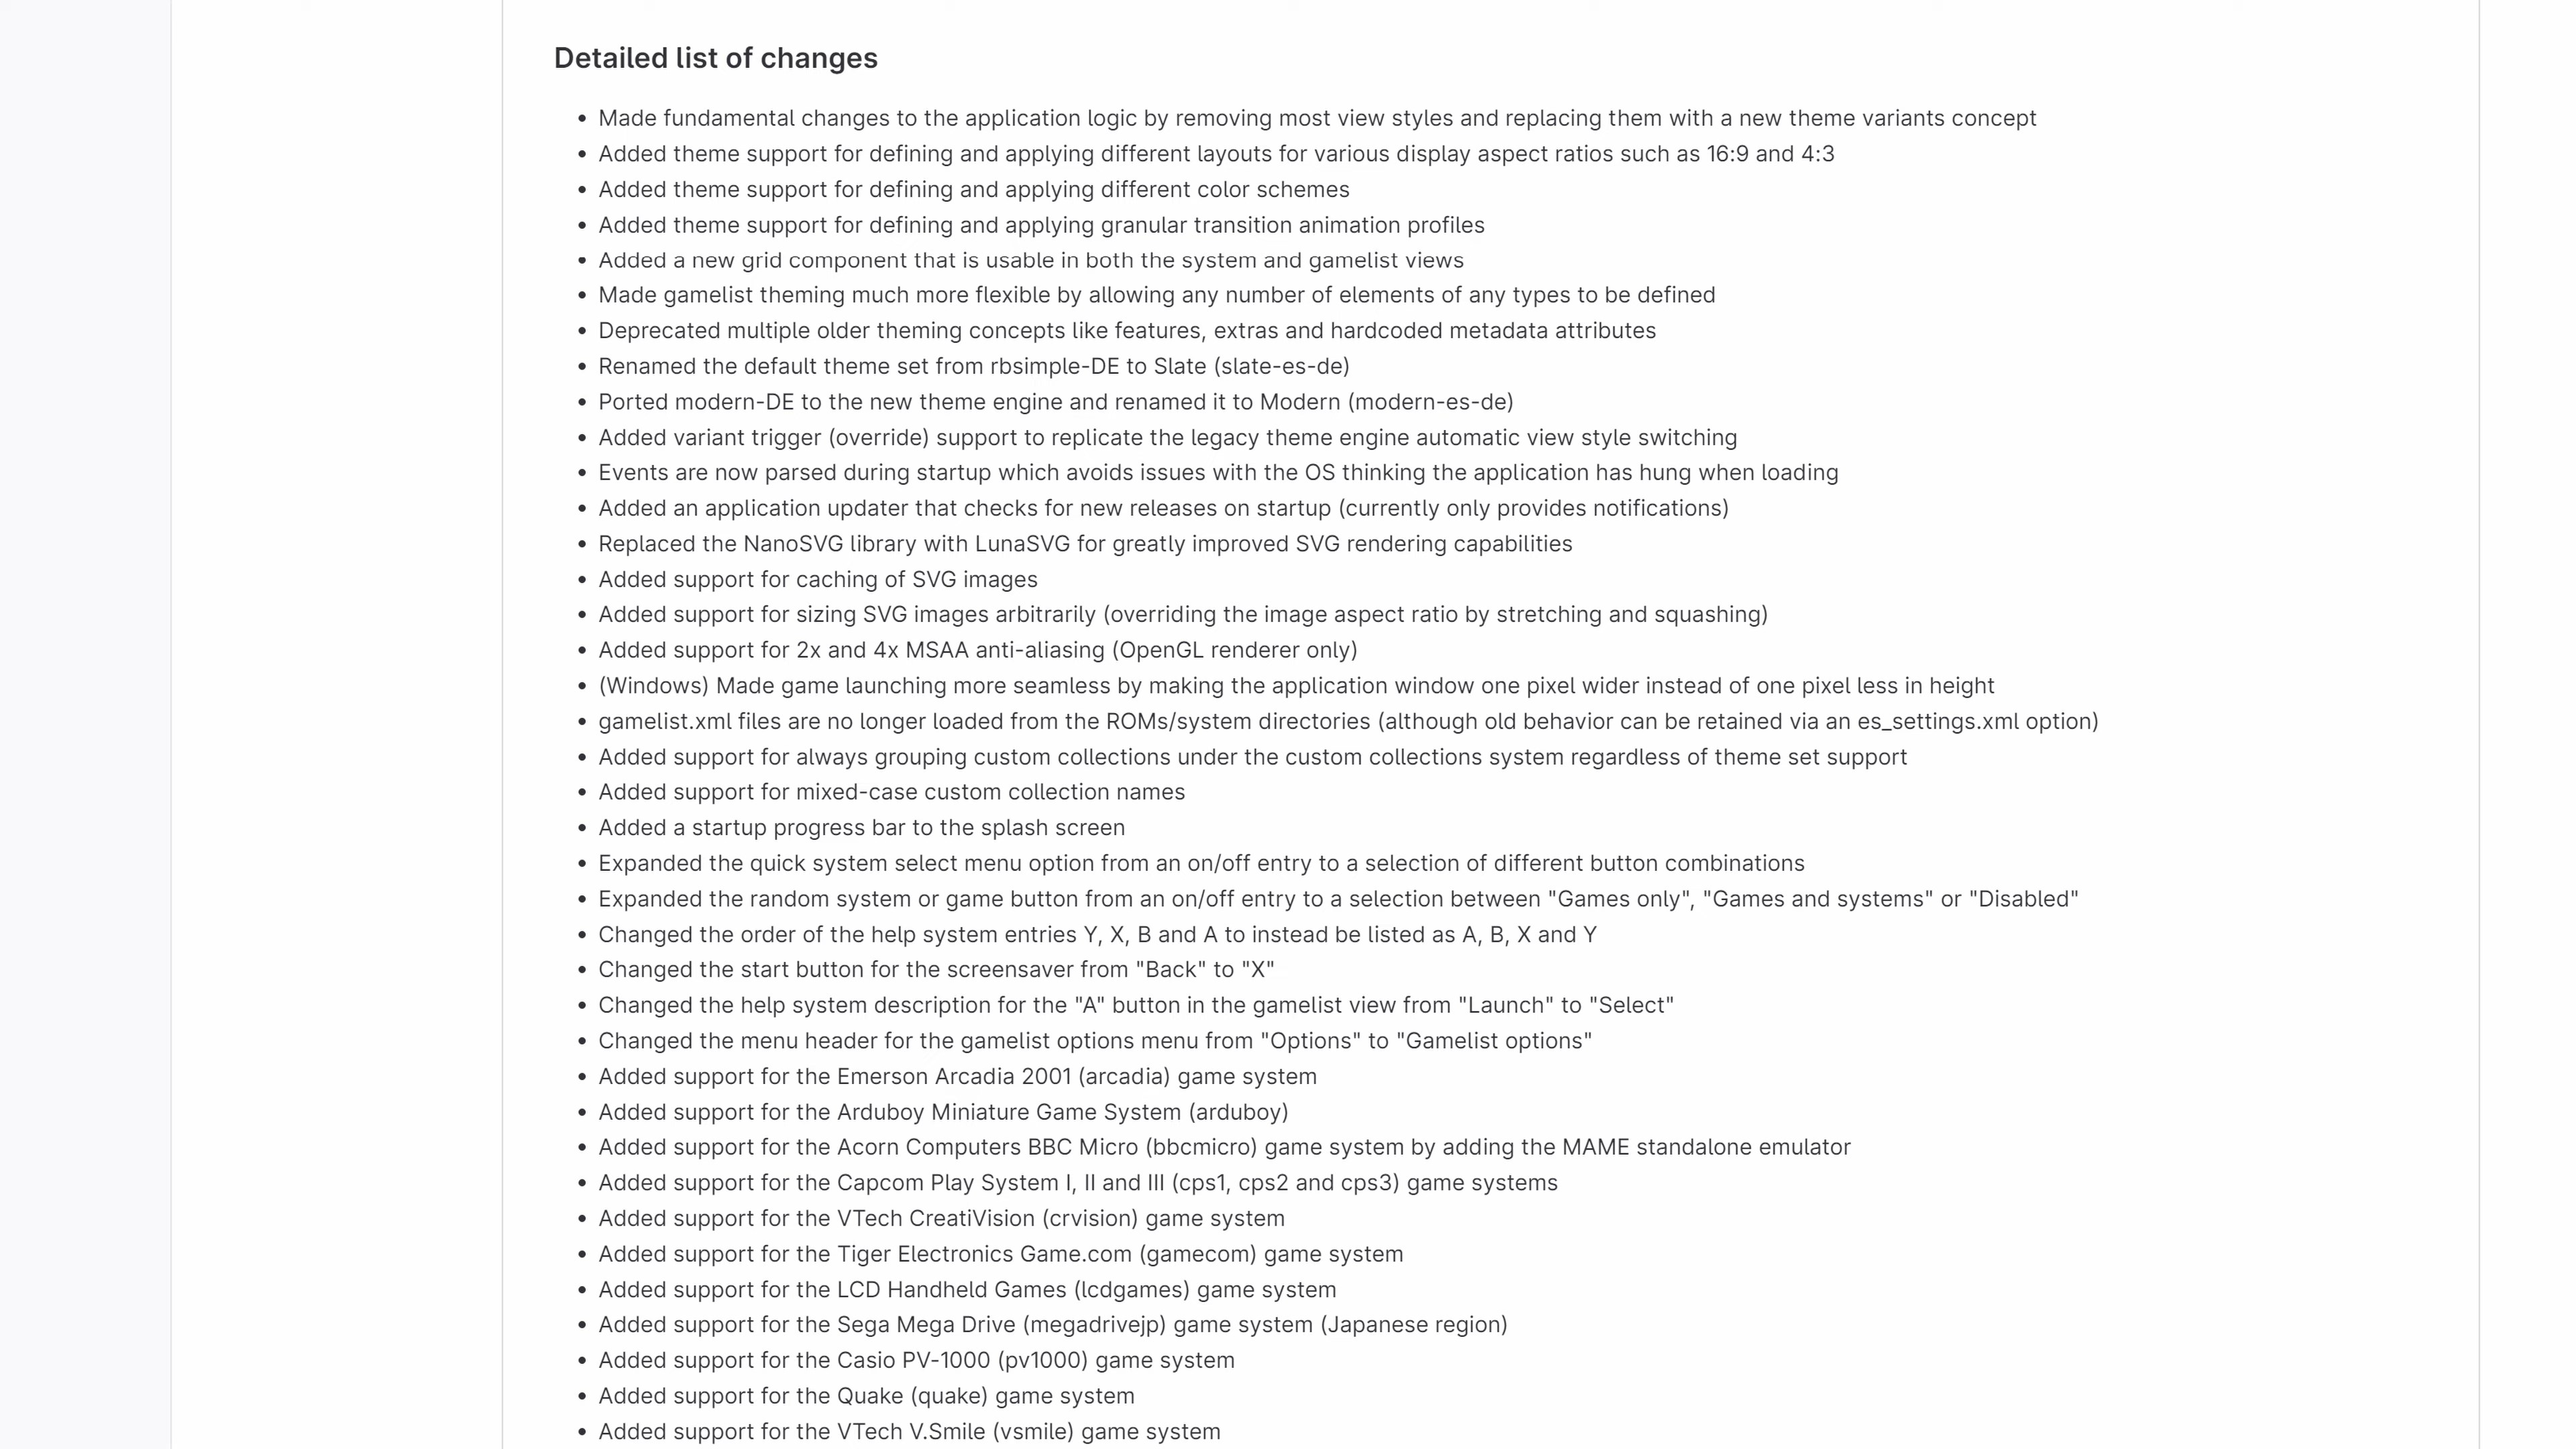 Detailed list of changes
• Made fundamental changes to the application logic by removing most view styles and replacing them with a new theme variants concept
• Added theme support for defining and applying different layouts for various display aspect ratios such as 16:9 and 4:3
• Added theme support for defining and applying different color schemes
• Added theme support for defining and applying granular transition animation profiles
• Added a new grid component that is usable in both the system and gamelist views
• Made gamelist theming much more flexible by allowing any number of elements of any types to be defined
• Deprecated multiple older theming concepts like features, extras and hardcoded metadata attributes
• Renamed the default theme set from rbsimple-DE to Slate (slate-es-de)
• Ported modern-DE to the new theme engine and renamed it to Modern (modern-es-de)
• Added variant trigger (override) support to replicate the legacy theme engine automatic view style switching
• Events are now parsed during startup which avoids issues with the OS thinking the application has hung when loading
• Added an application updater that checks for new releases on startup (currently only provides notifications)
• Replaced the NanoSVG library with LunaSVG for greatly improved SVG rendering capabilities
• Added support for caching of SVG images
• Added support for sizing SVG images arbitrarily (overriding the image aspect ratio by stretching and squashing)
• Added support for 2x and 4x MSAA anti-aliasing (OpenGL renderer only)
• (Windows) Made game launching more seamless by making the application window one pixel wider instead of one pixel less in height
• gamelist.xml files are no longer loaded from the ROMs/system directories (although old behavior can be retained via an es_settings.xml option)
• Added support for always grouping custom collections under the custom collections system regardless of theme set support
• Added support for mixed-case custom collection names
• Added a startup progress bar to the splash screen
• Expanded the quick system select menu option from an on/off entry to a selection of different button combinations
• Expanded the random system or game button from an on/off entry to a selection between "Games only", "Games and systems" or "Disabled"
• Changed the order of the help system entries Y, X, B and A to instead be listed as A, B, X and Y
• Changed the start button for the screensaver from "Back" to "X"
• Changed the help system description for the "A" button in the gamelist view from "Launch" to "Select"
• Changed the menu header for the gamelist options menu from "Options" to "Gamelist options"
• Added support for the Emerson Arcadia 2001 (arcadia) game system
• Added support for the Arduboy Miniature Game System (arduboy)
• Added support for the Acorn Computers BBC Micro (bbcmicro) game system by adding the MAME standalone emulator
• Added support for the Capcom Play System I, II and III (cps1, cps2 and cps3) game systems
• Added support for the VTech CreatiVision (crvision) game system
• Added support for the Tiger Electronics Game.com (gamecom) game system
• Added support for the LCD Handheld Games (lcdgames) game system
• Added support for the Sega Mega Drive (megadrivejp) game system (Japanese region)
• Added support for the Casio PV-1000 (pv1000) game system
• Added support for the Quake (quake) game system
• Added support for the VTech V.Smile (vsmile) game system